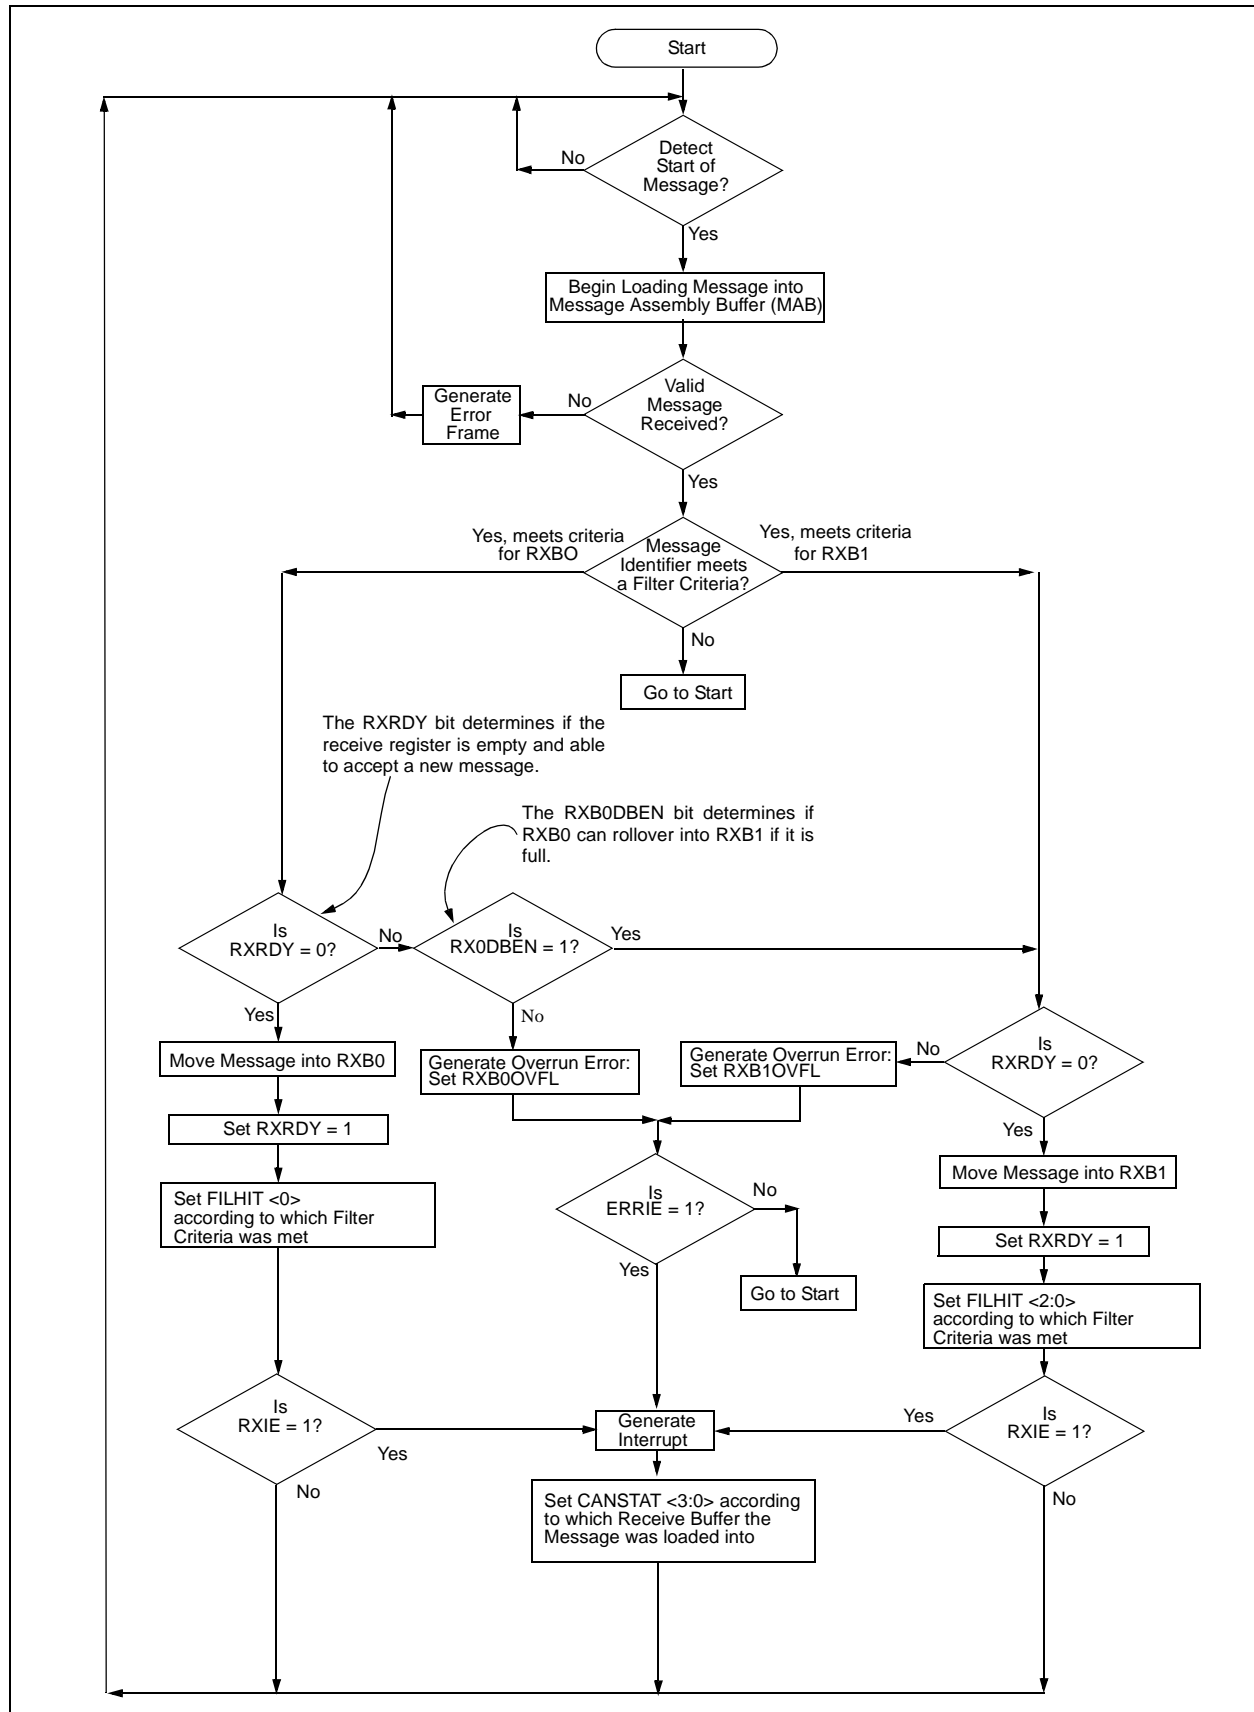 Start
Detect
Start of
Message?
No
Yes
Begin Loading Message into
Message Assembly Buffer (MAB)
Valid
Message
Received?
No
Generate
Error
Frame
Yes
Yes, meets criteria
for RXBO
Message
Identifier meets
a Filter Criteria?
Yes, meets criteria
for RXB1
No
Go to Start
The RXRDY bit determines if the
receive register is empty and able
to accept a new message.
The RXB0DBEN bit determines if
RXB0 can rollover into RXB1 if it is
full.
Is
RXRDY = 0?
No
Is
RX0DBEN = 1?
Yes
Yes
No
Is
RXRDY = 0?
No
Move Message into RXB0
Generate Overrun Error:
Set RXB0OVFL
Generate Overrun Error:
Set RXB1OVFL
Set RXRDY = 1
Yes
Move Message into RXB1
Is
ERRIE = 1?
No
Set FILHIT <0>
according to which Filter
Criteria was met
Set RXRDY = 1
Yes
Go to Start
Set FILHIT <2:0>
according to which Filter
Criteria was met
Is
RXIE = 1?
Yes
Generate
Interrupt
Yes
Is
RXIE = 1?
No
Set CANSTAT <3:0> according
to which Receive Buffer the
Message was loaded into
No